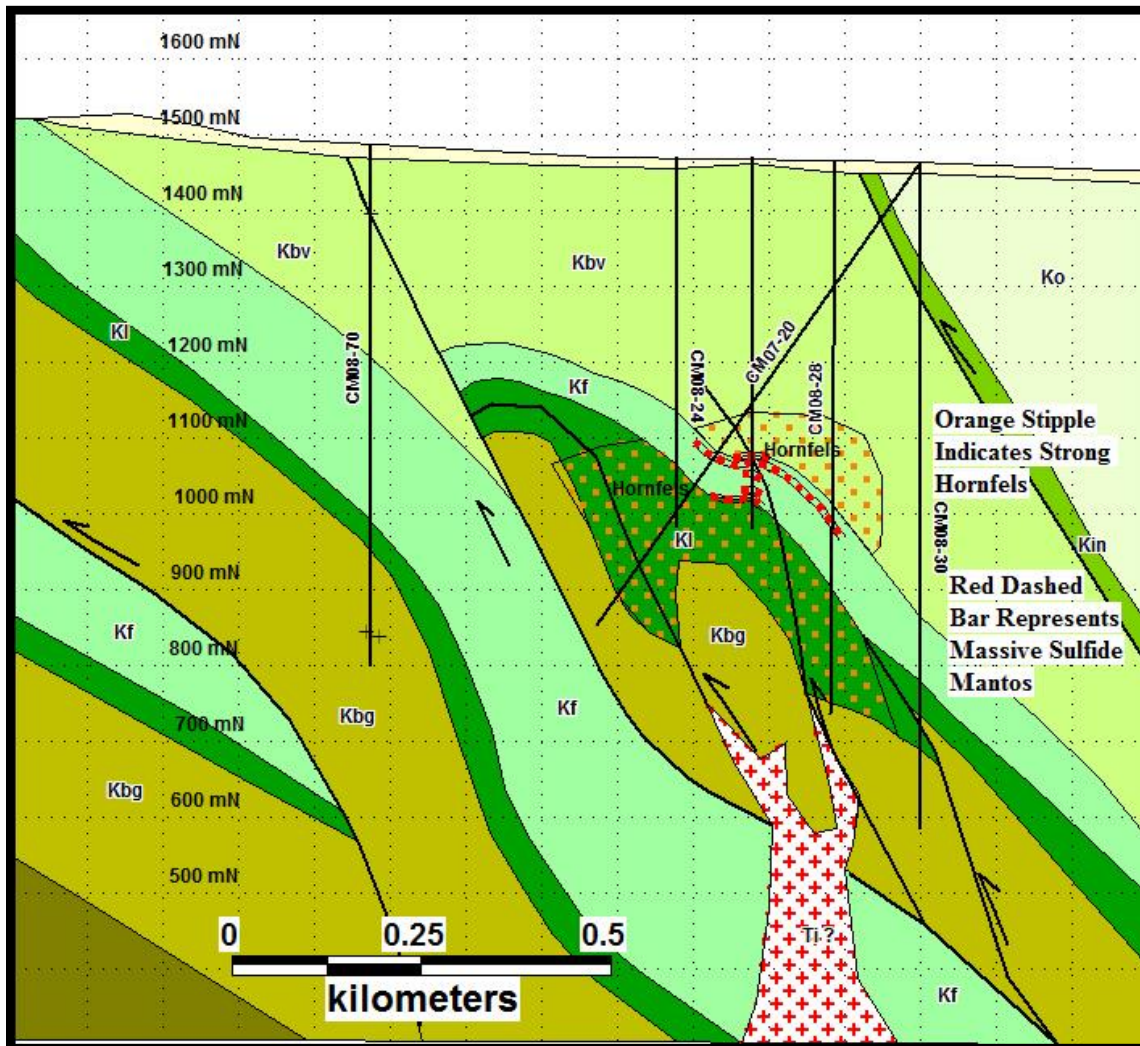 1600 mN
1500 mN
1400 mN
Kbv
Kbv
1300 mN
Ko
Kl
1200 mN
CM08-70
CM08-24
CM07-20
CM08-28
Kf
1100 mN
Orange Stipple
Indicates Strong
Hornfels
Hornfels
1000 mN
Hornfels
Kl
CM08-30
Kin
900 mN
Red Dashed
Bar Represents
Massive Sulfide
Mantos
Kf
800 mN
Kbg
Kf
Kbg
700 mN
Kbg
600 mN
500 mN
0 0.25 0.5
kilometers
Ti ?
Kf